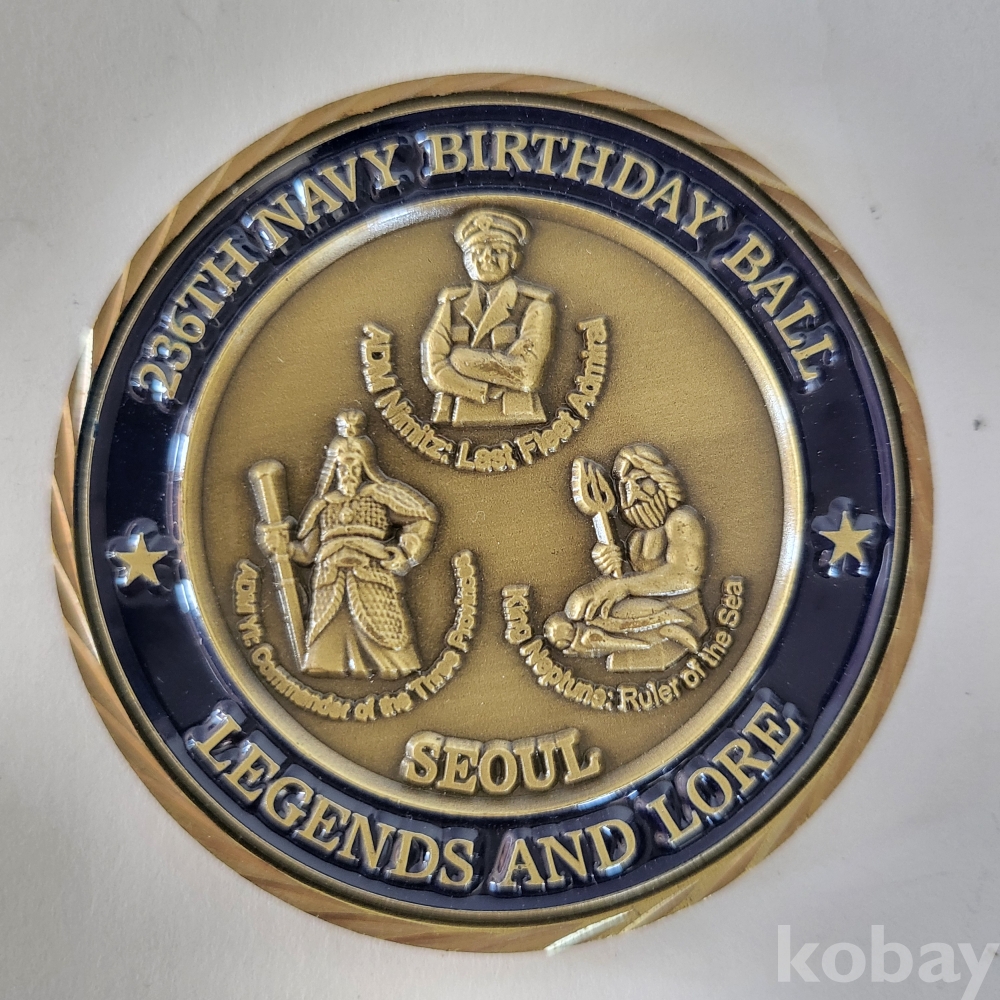 236TH NAVY BIRTHDAY BALL
ADM Nimitz: Last Fleet Admiral
ADM Yi: Commander of the Three Provinces
King Neptune: Ruler of the Sea
SEOUL
LEGENDS AND LORE
kobay